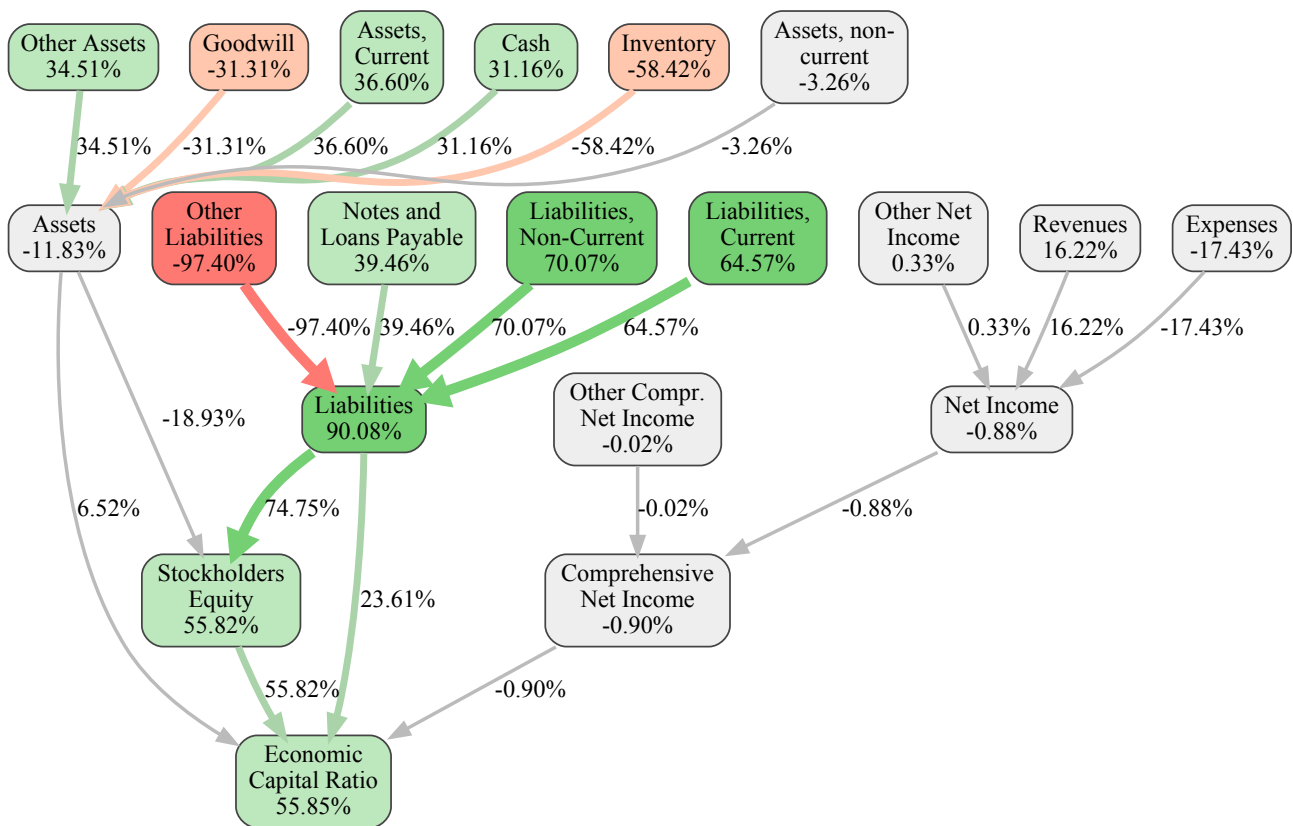 Other Assets
34.51%
Goodwill
-31.31%
Assets,
Current
36.60%
Cash
31.16%
Inventory
-58.42%
Assets, non-
current
-3.26%
34.51%
-31.31%
36.60%
31.16%
-58.42%
-3.26%
Assets
-11.83%
Other
Liabilities
-97.40%
Notes and
Loans Payable
39.46%
Liabilities,
Non-Current
70.07%
Liabilities,
Current
64.57%
Other Net
Income
0.33%
Revenues
16.22%
Expenses
-17.43%
-97.40%
39.46%
70.07%
64.57%
0.33%
16.22%
-17.43%
Liabilities
90.08%
Other Compr.
Net Income
-0.02%
Net Income
-0.88%
-18.93%
6.52%
74.75%
-0.02%
-0.88%
Stockholders
Equity
55.82%
23.61%
Comprehensive
Net Income
-0.90%
55.82%
-0.90%
Economic
Capital Ratio
55.85%